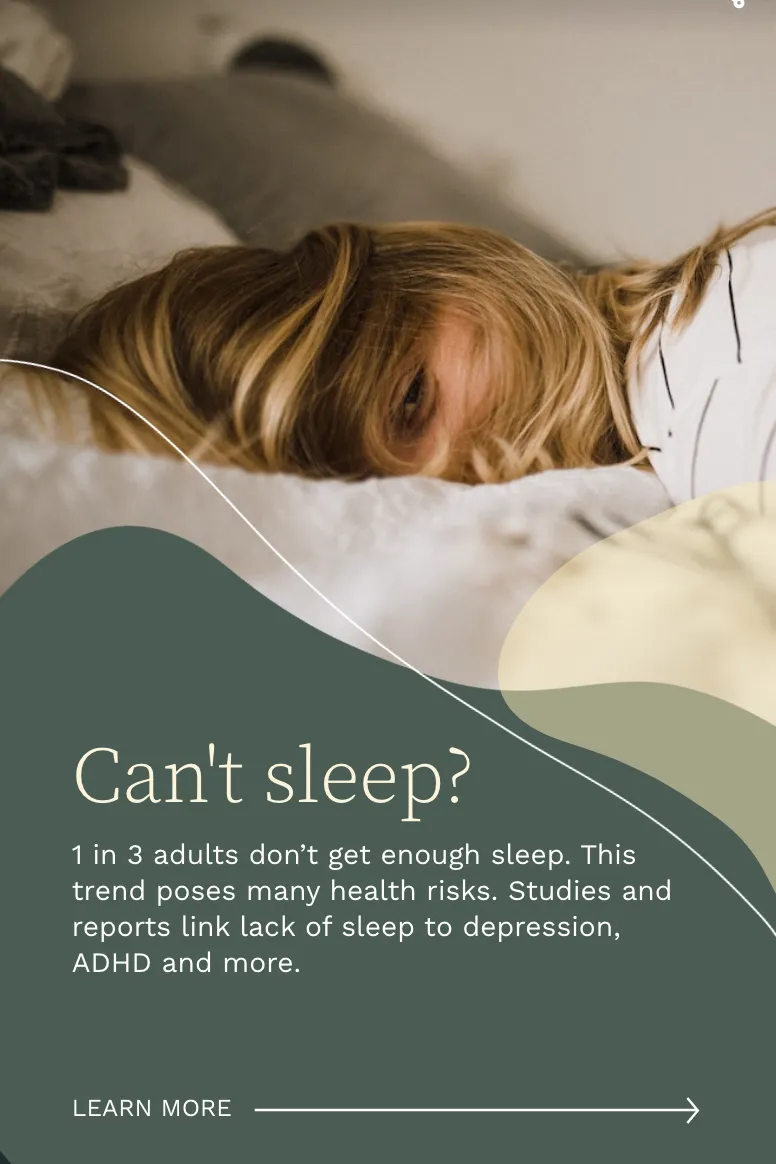 Can't sleep?
1 in 3 adults don’t get enough sleep. This
trend poses many health risks. Studies and
reports link lack of sleep to depression,
ADHD and more.
LEARN MORE